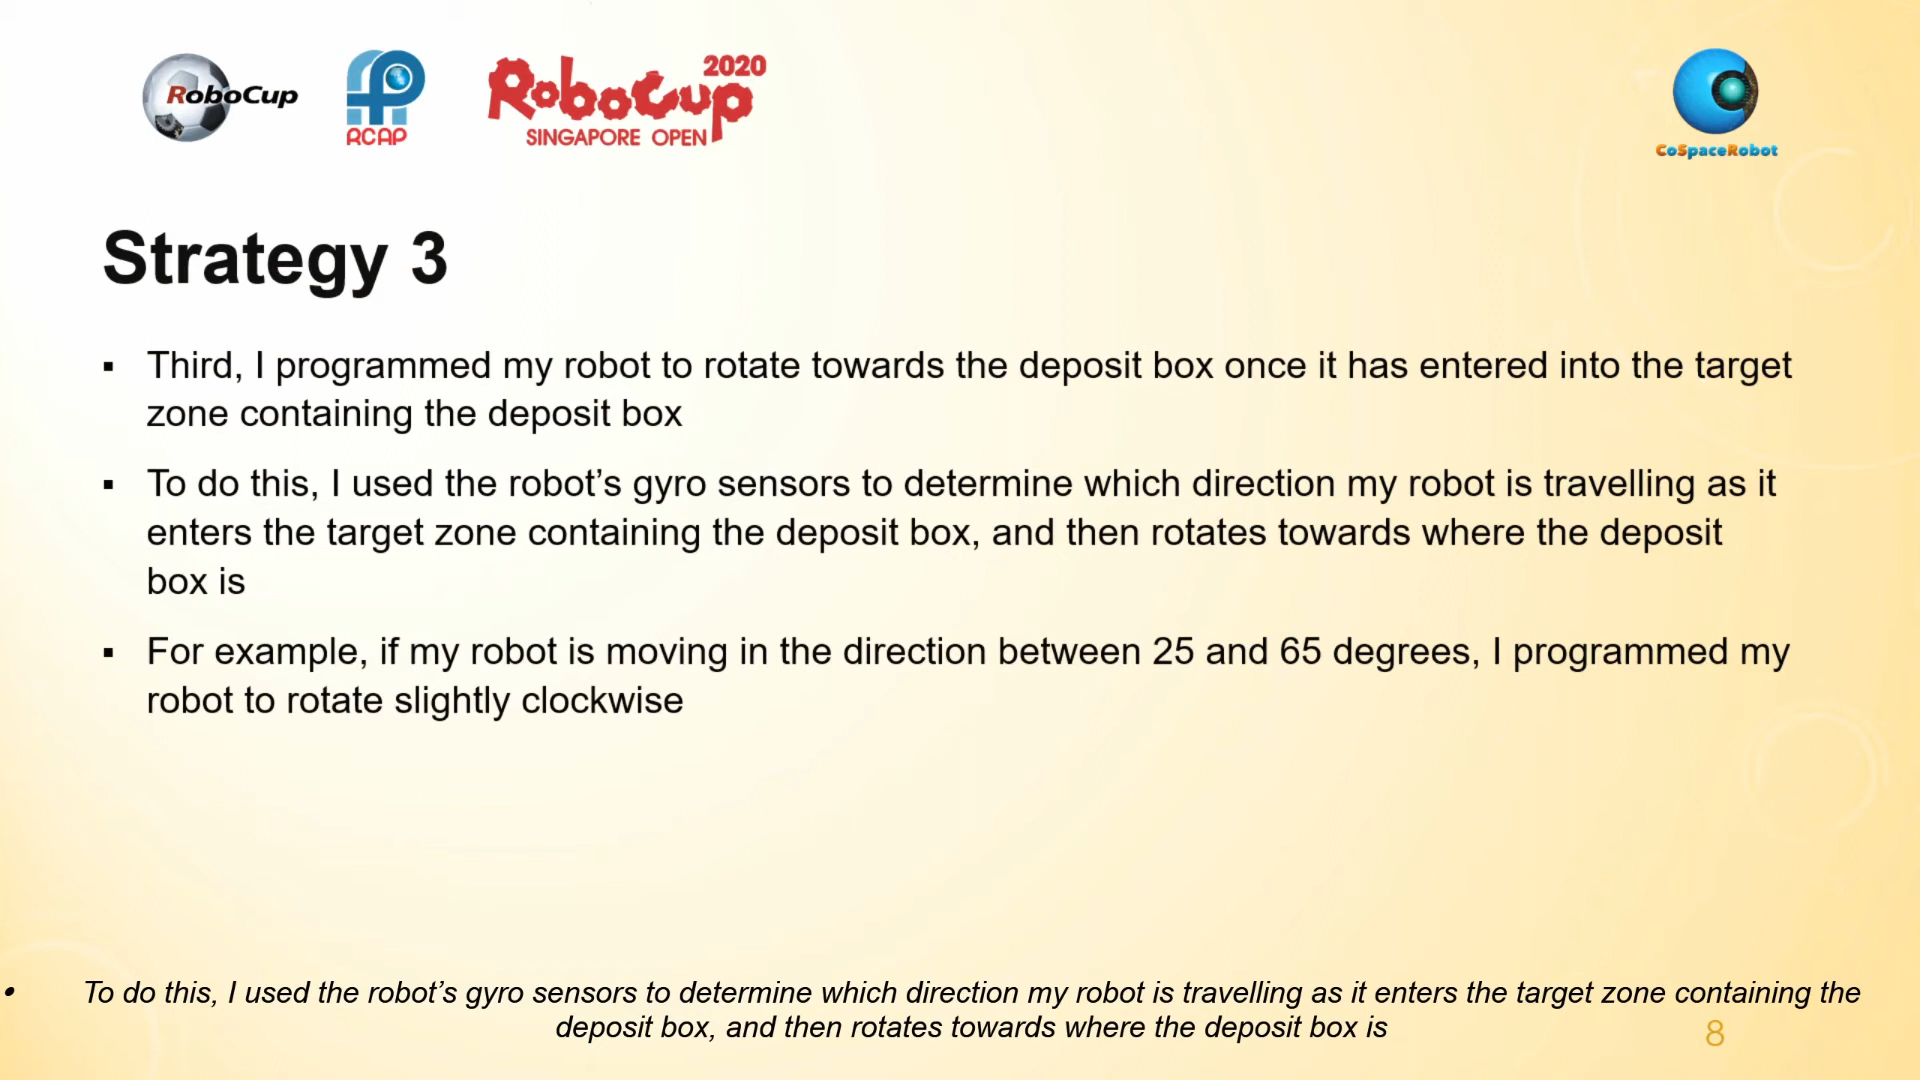 RoboCup
RCAP
RoboCup 2020
SINGAPORE OPEN
CoSpaceRobot
Strategy 3
▪ Third, I programmed my robot to rotate towards the deposit box once it has entered into the target
zone containing the deposit box
▪ To do this, I used the robot’s gyro sensors to determine which direction my robot is travelling as it
enters the target zone containing the deposit box, and then rotates towards where the deposit
box is
▪ For example, if my robot is moving in the direction between 25 and 65 degrees, I programmed my
robot to rotate slightly clockwise
• To do this, I used the robot’s gyro sensors to determine which direction my robot is travelling as it enters the target zone containing the
deposit box, and then rotates towards where the deposit box is
8